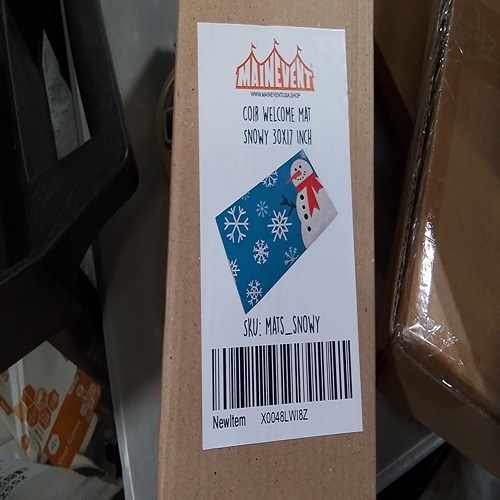 MAINEVENT®
WWW.MAINEVENTUSA.SHOP
COIR WELCOME MAT
SNOWY 30X17 INCH
SKU: MATS_SNOWY
NewItem X0048LWI8Z